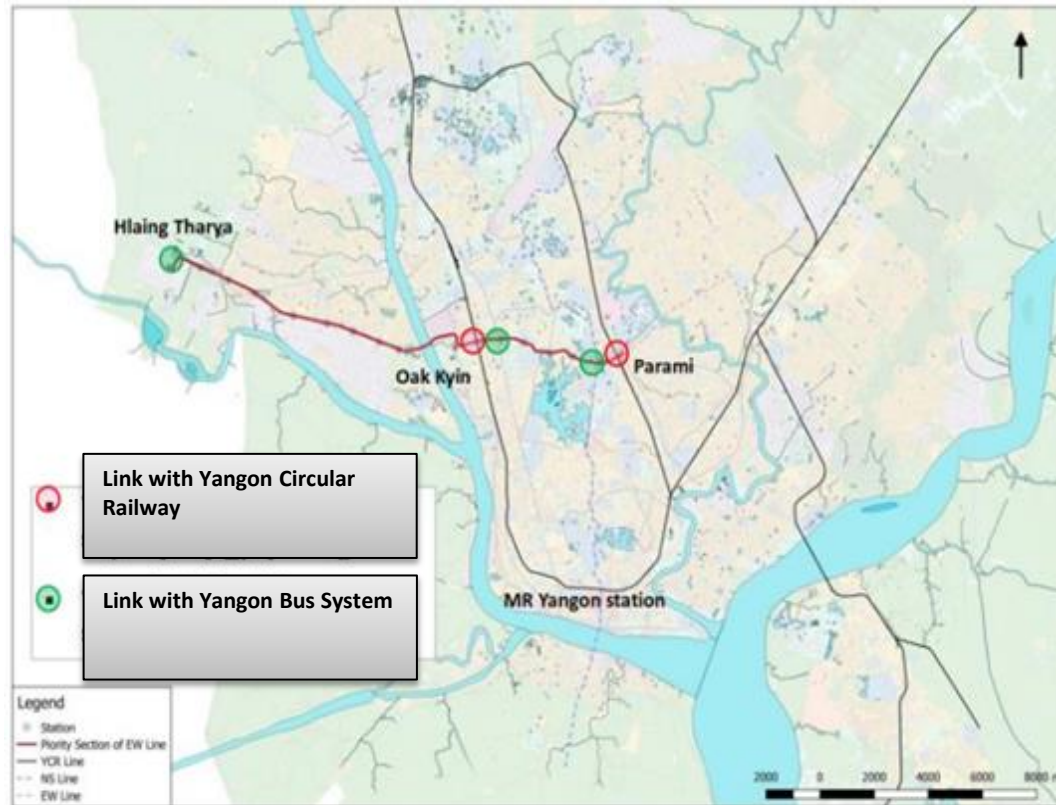 Hlaing Tharya
Oak Kyin
Parami
Link with Yangon Circular
Railway
Link with Yangon Bus System
MR Yangon station
Legend
Station
Piority Section of EW Line
YCR Line
NS Line
EW Line
2000 0 2000 4000 6000 8000 m